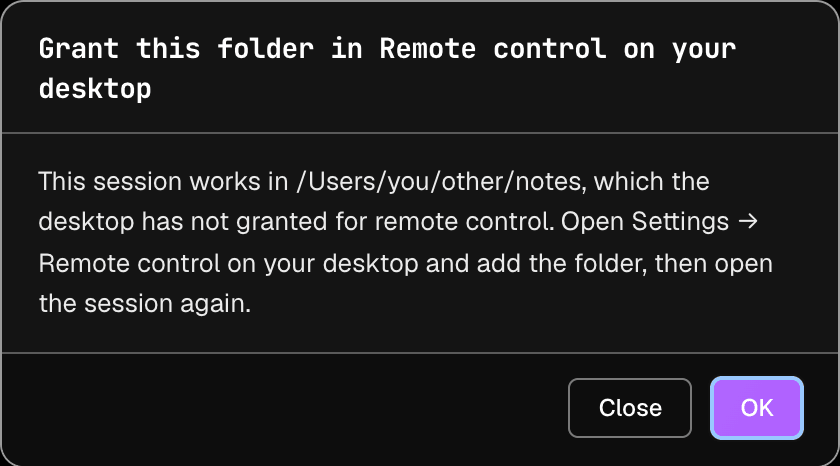 Grant this folder in Remote control on your
desktop
This session works in /Users/you/other/notes, which the
desktop has not granted for remote control. Open Settings →
Remote control on your desktop and add the folder, then open
the session again.
Close OK